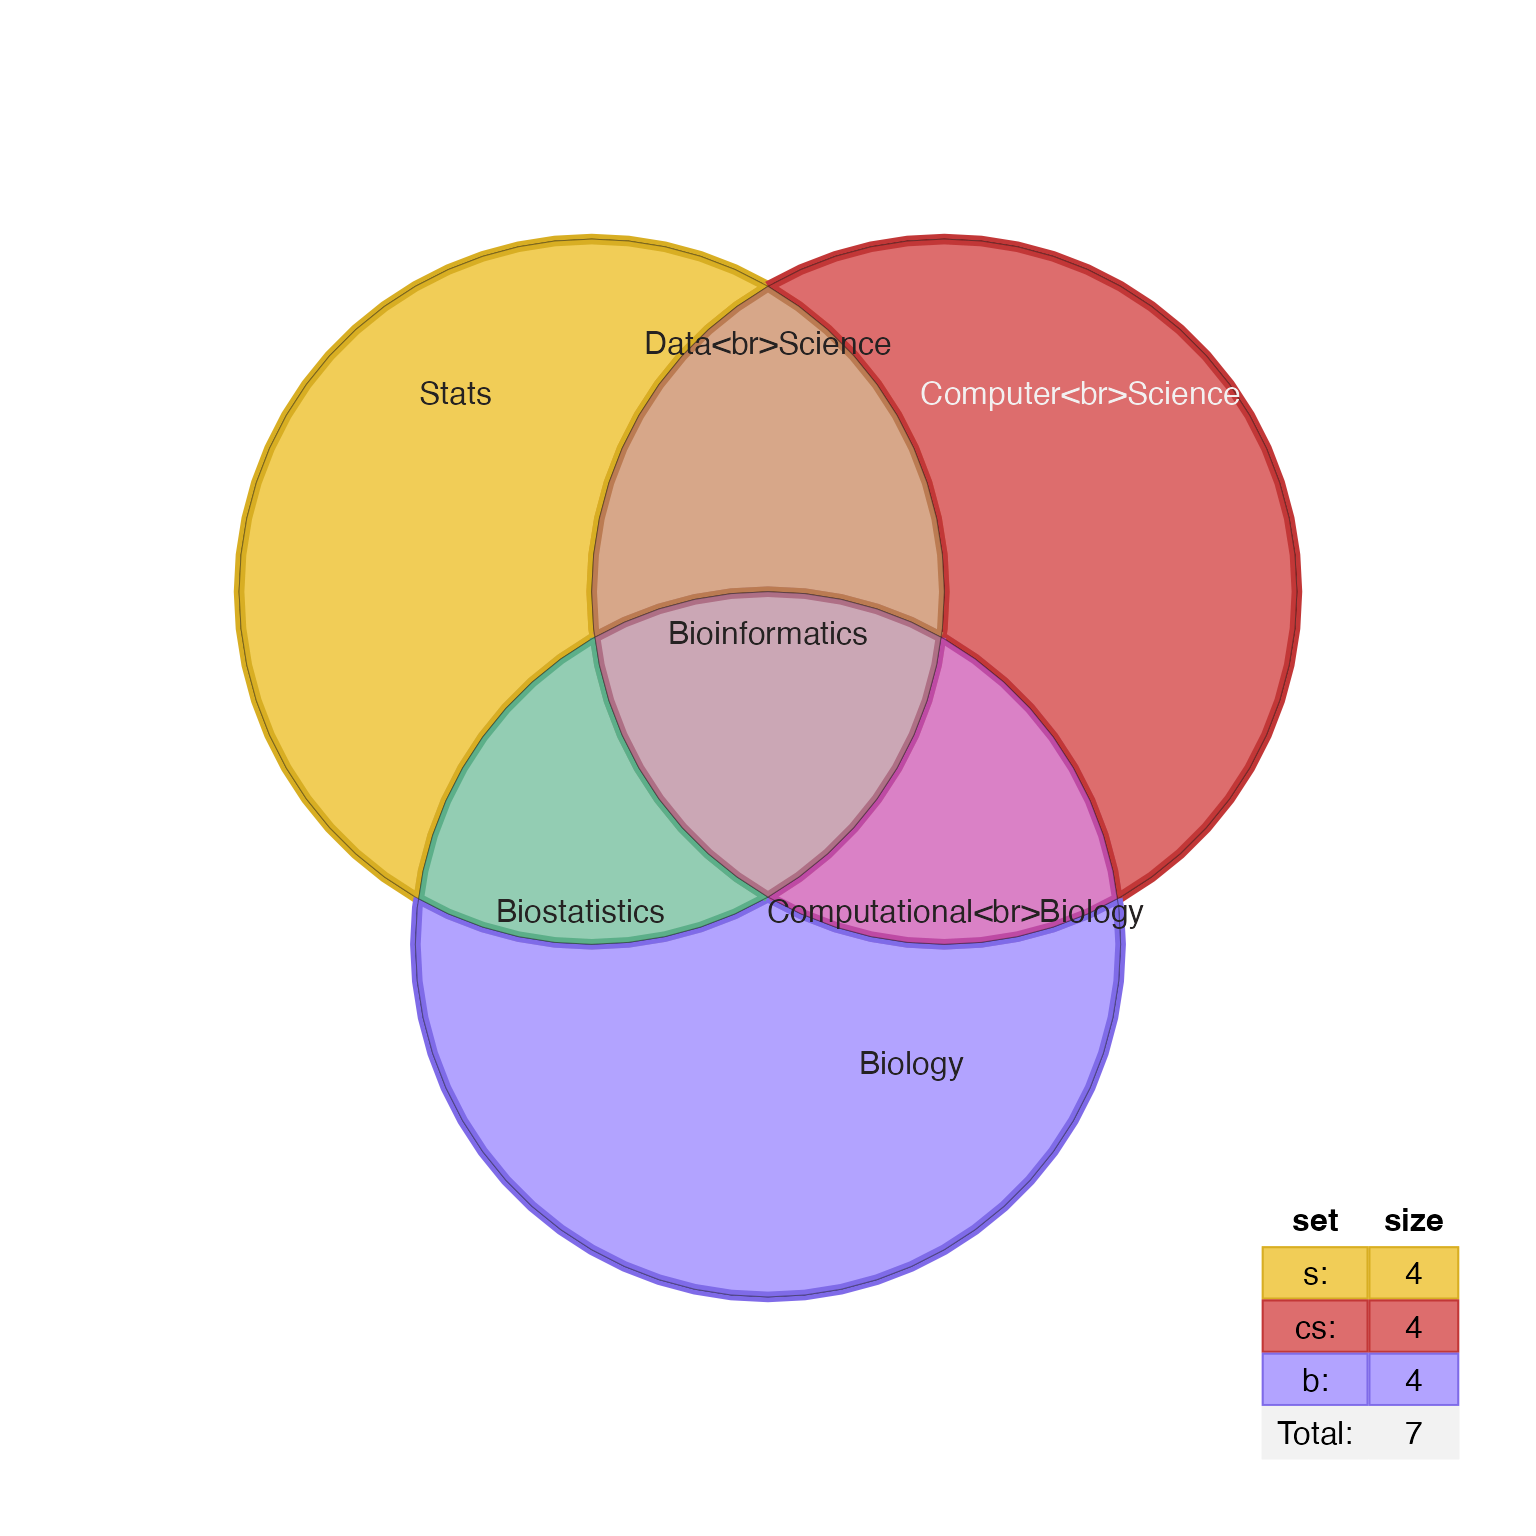 Data<br>Science
Stats
Computer<br>Science
Bioinformatics
Biostatistics
Computational<br>Biology
Biology
set size
s: 4
cs: 4
b: 4
Total: 7